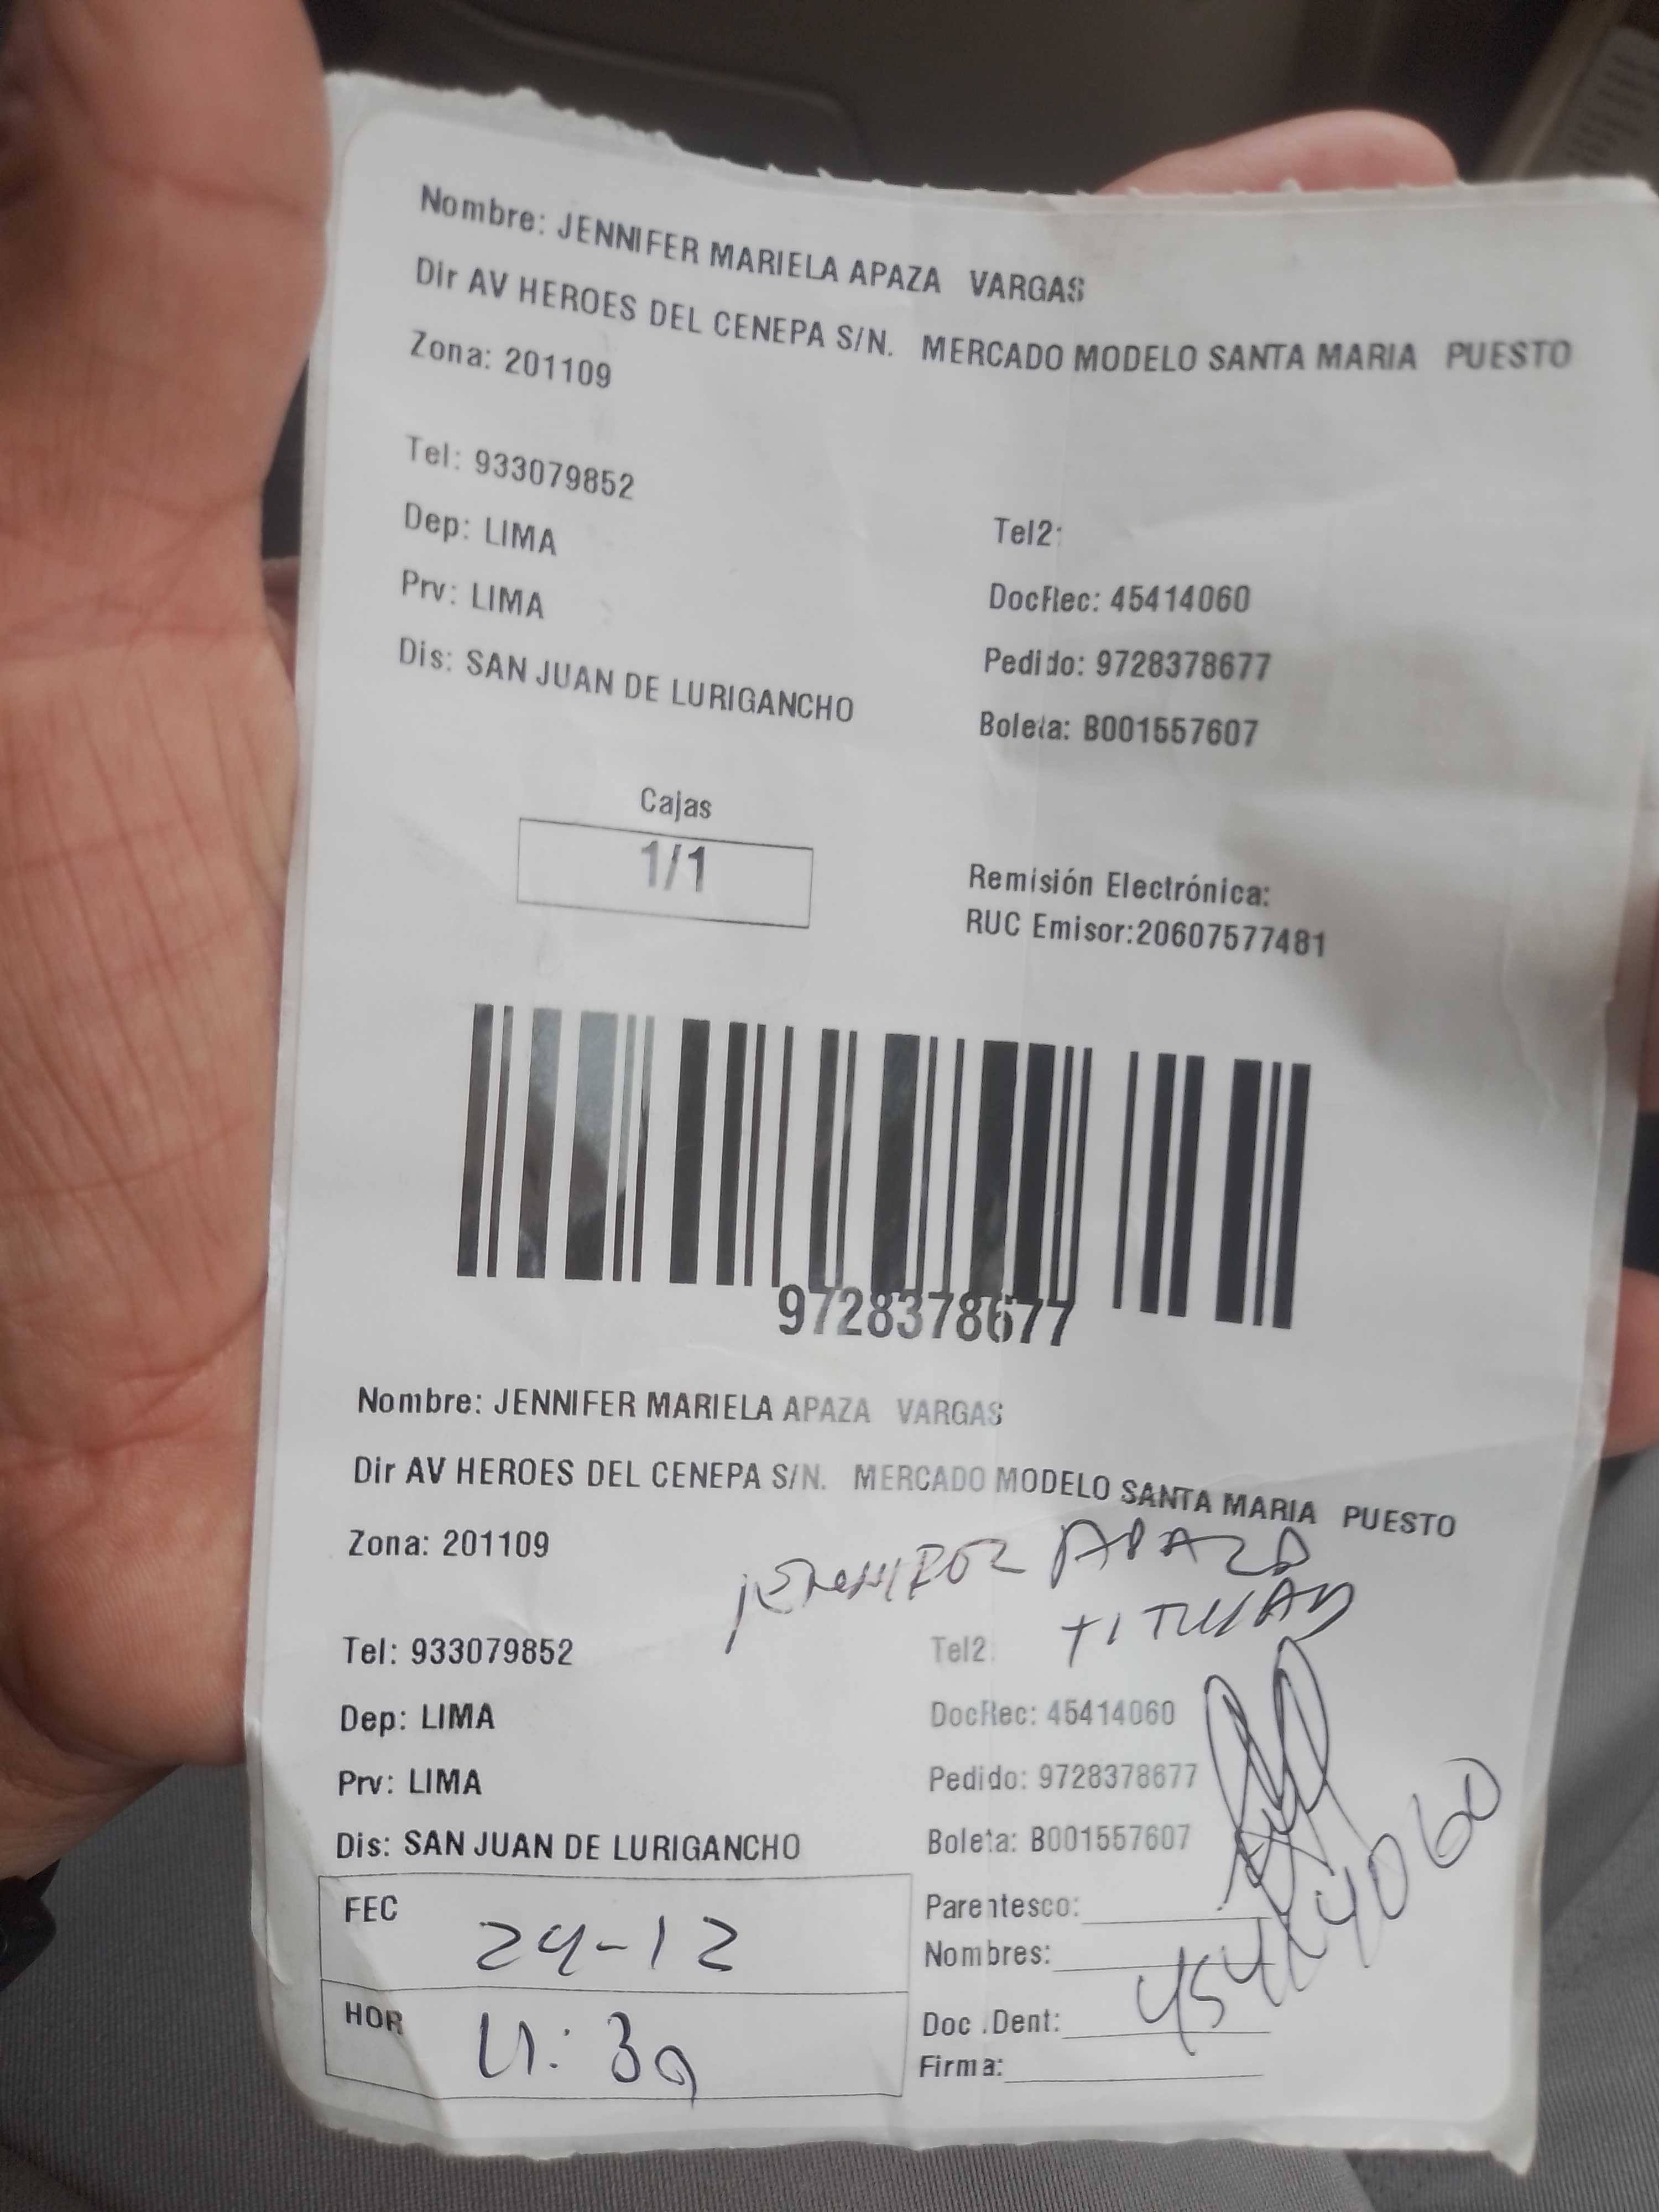 Nombre: JENNIFER MARIELA APAZA VARGAS
Dir AV HEROES DEL CENEPA S/N. MERCADO MODELO SANTA MARIA PUESTO
Zona: 201109
Tel: 933079852
Tel2:
Dep: LIMA
DocRec: 45414060
Prv: LIMA
Pedido: 9728378677
Dis: SAN JUAN DE LURIGANCHO
Boleta: B001557607
Cajas
1/1
Remisión Electrónica:
RUC Emisor:20607577481
9728378677
Nombre: JENNIFER MARIELA APAZA VARGAS
Dir AV HEROES DEL CENEPA S/N. MERCADO MODELO SANTA MARIA PUESTO
Zona: 201109
JENNIFER APAZA
TITULAR
Tel: 933079852
Tel2:
Dep: LIMA
DocRec: 45414060
Prv: LIMA
Pedido: 9728378677
Dis: SAN JUAN DE LURIGANCHO
Boleta: B001557607
FEC 24-12
Parentesco:
Nombres:
45414060
HOR 11:39
Doc .Dent:
Firma: